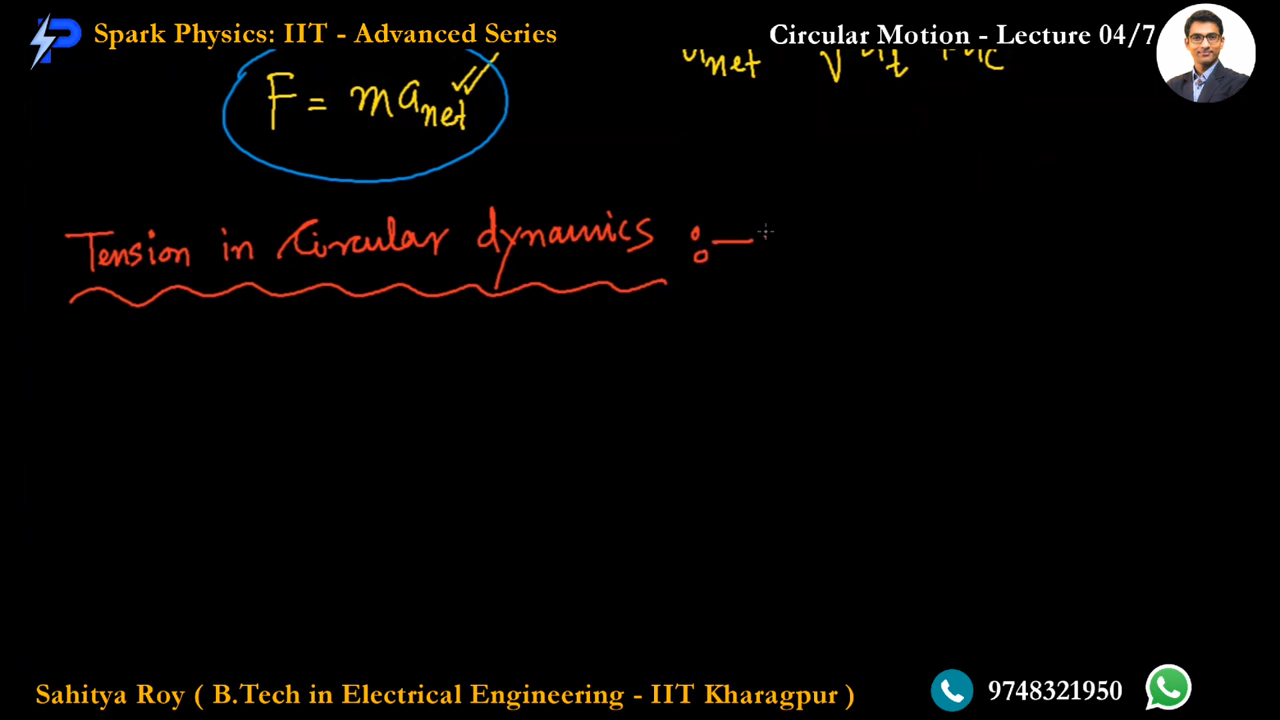 Spark Physics: IIT - Advanced Series
Circular Motion - Lecture 04/7
F = ma_net
Tension in Circular dynamics :-
Sahitya Roy ( B.Tech in Electrical Engineering - IIT Kharagpur )
9748321950